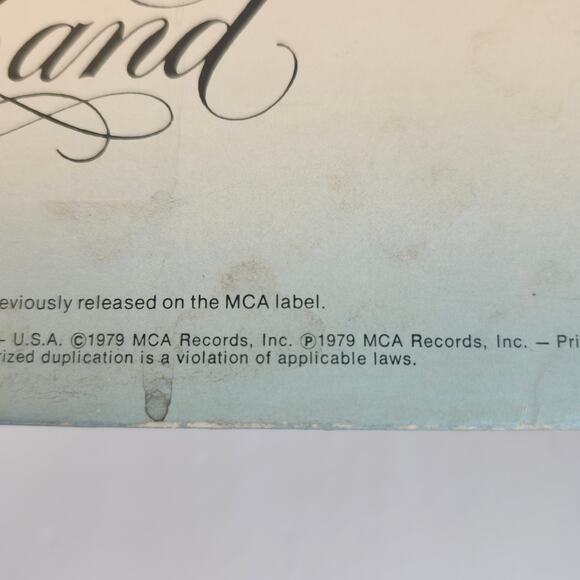 and
eviously released on the MCA label.
– U.S.A. ©1979 MCA Records, Inc. ℗1979 MCA Records, Inc. — Pri
rized duplication is a violation of applicable laws.